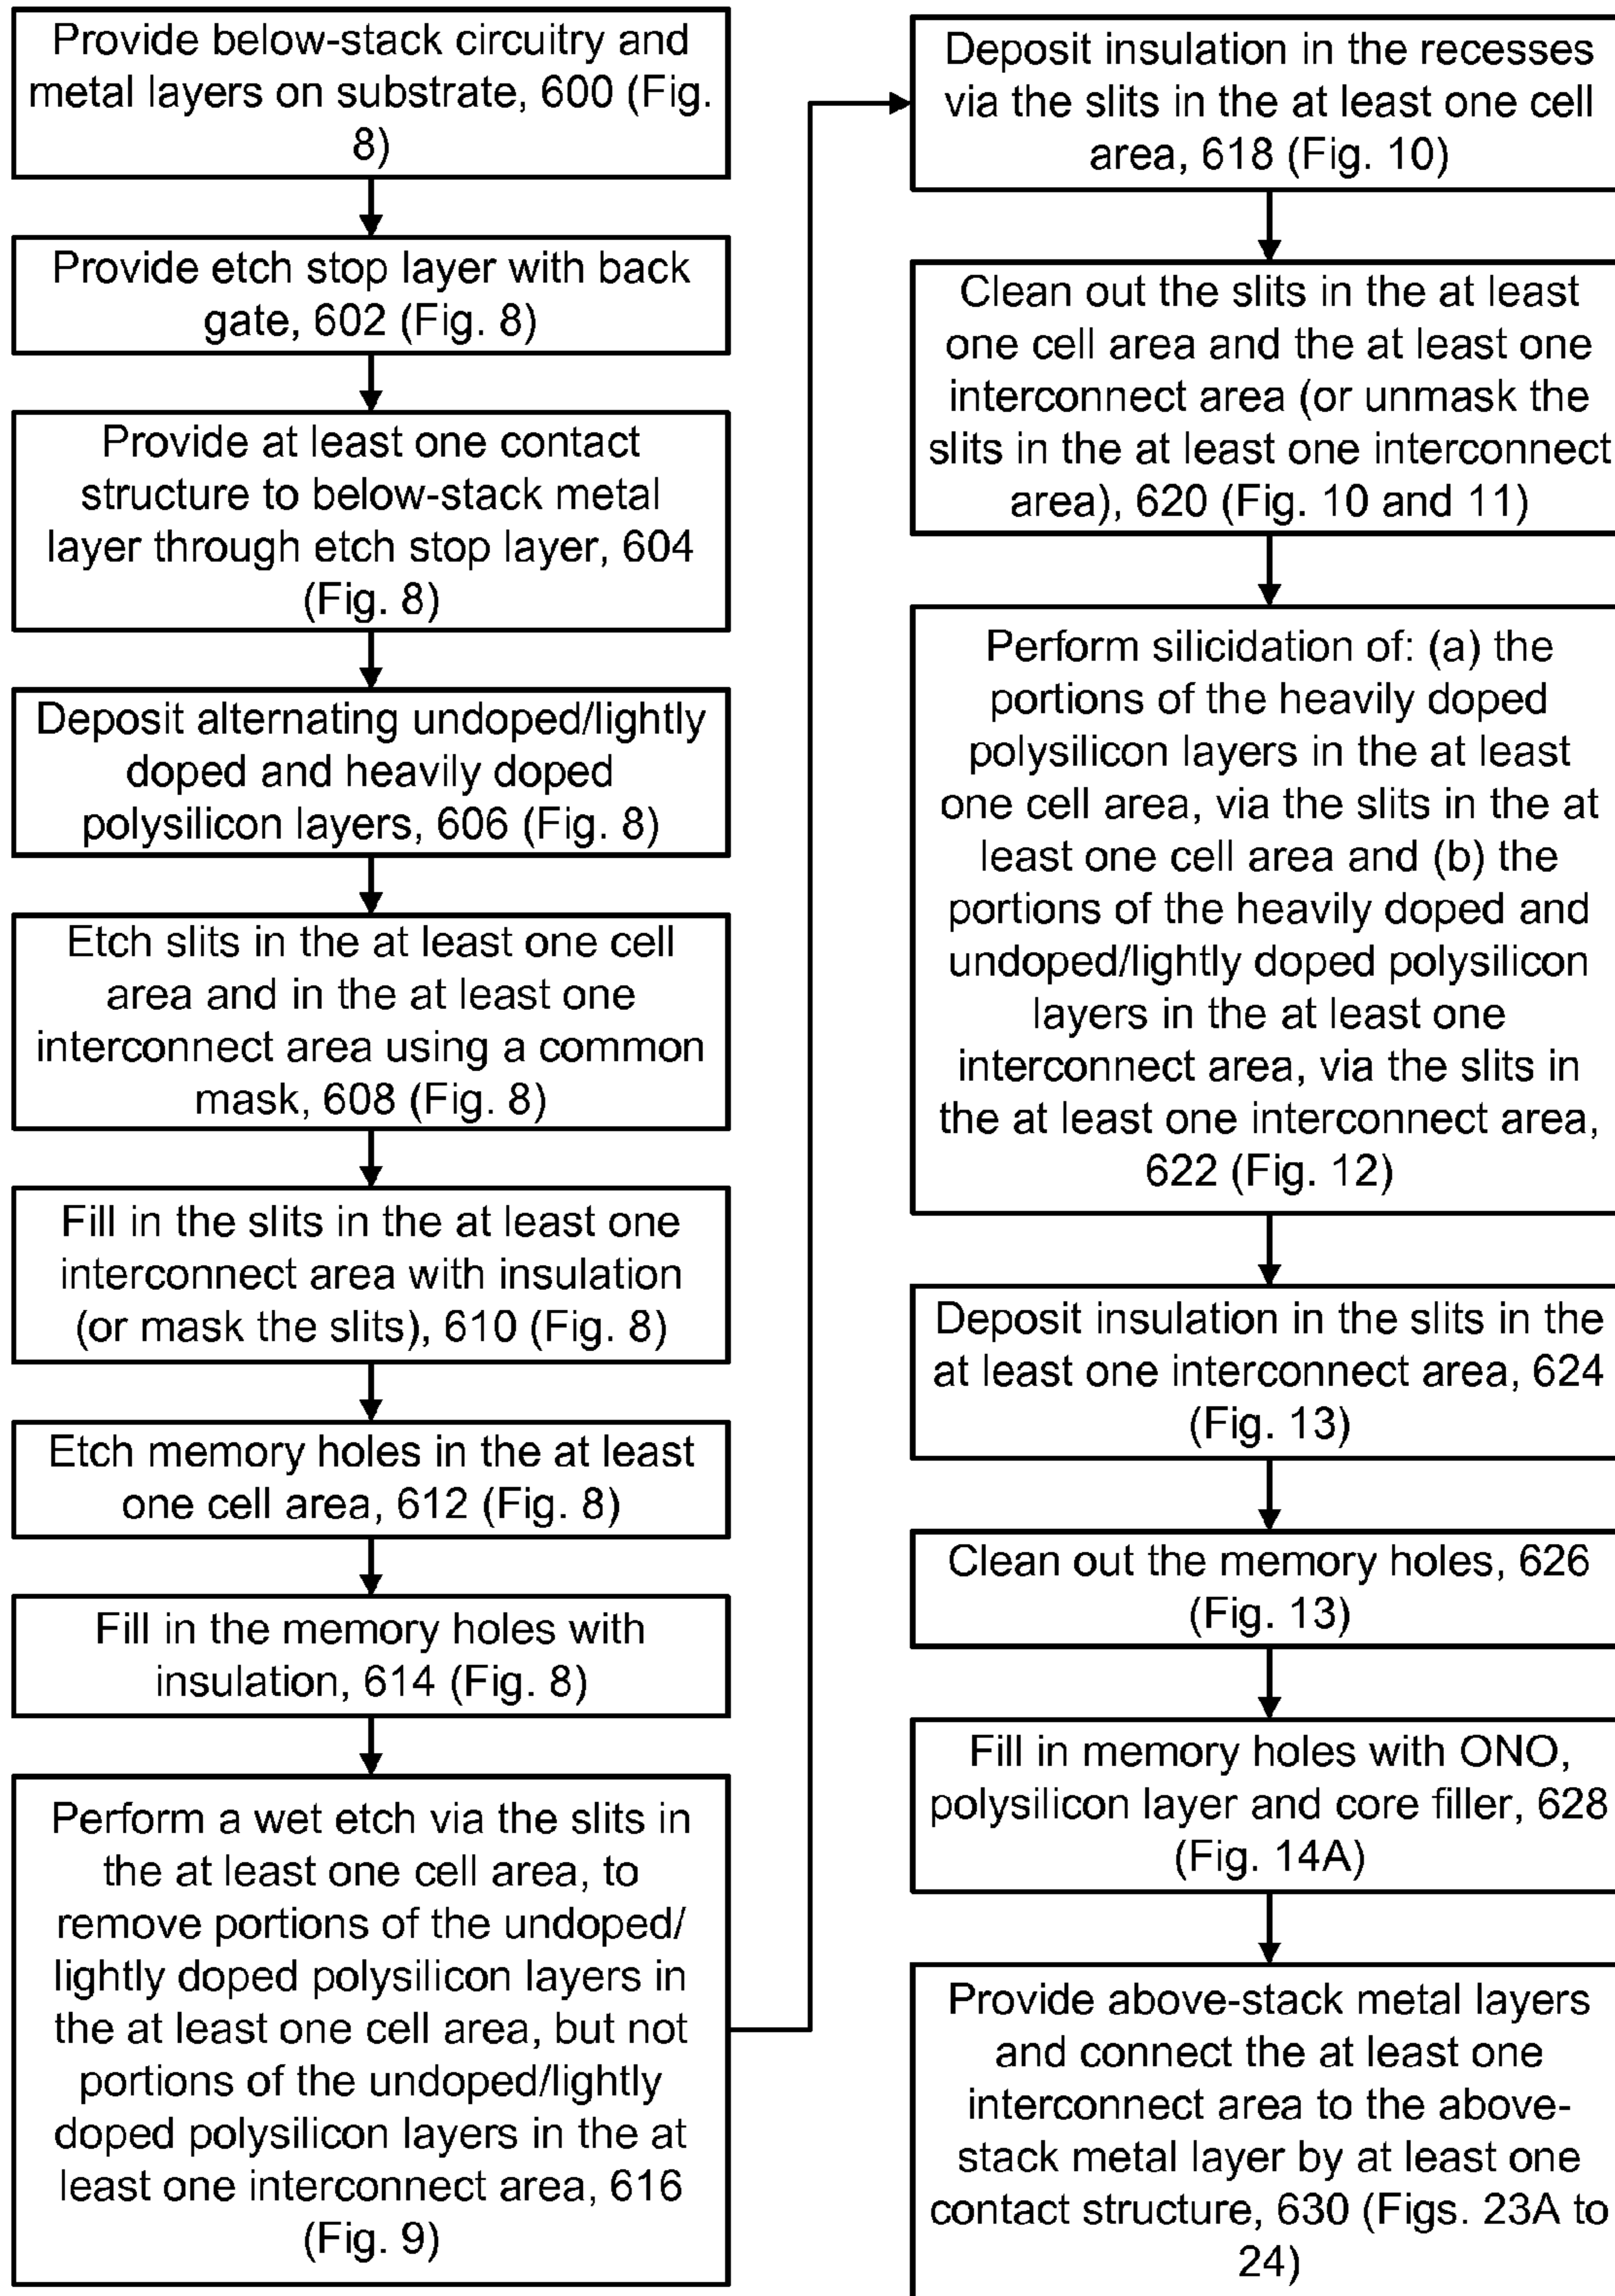 Provide below-stack circuitry and
metal layers on substrate, 600 (Fig.
8)
Provide etch stop layer with back
gate, 602 (Fig. 8)
Provide at least one contact
structure to below-stack metal
layer through etch stop layer, 604
(Fig. 8)
Deposit alternating undoped/lightly
doped and heavily doped
polysilicon layers, 606 (Fig. 8)
Etch slits in the at least one cell
area and in the at least one
interconnect area using a common
mask, 608 (Fig. 8)
Fill in the slits in the at least one
interconnect area with insulation
(or mask the slits), 610 (Fig. 8)
Etch memory holes in the at least
one cell area, 612 (Fig. 8)
Fill in the memory holes with
insulation, 614 (Fig. 8)
Perform a wet etch via the slits in
the at least one cell area, to
remove portions of the undoped/
lightly doped polysilicon layers in
the at least one cell area, but not
portions of the undoped/lightly
doped polysilicon layers in the at
least one interconnect area, 616
(Fig. 9)
Deposit insulation in the recesses
via the slits in the at least one cell
area, 618 (Fig. 10)
Clean out the slits in the at least
one cell area and the at least one
interconnect area (or unmask the
slits in the at least one interconnect
area), 620 (Fig. 10 and 11)
Perform silicidation of: (a) the
portions of the heavily doped
polysilicon layers in the at least
one cell area, via the slits in the at
least one cell area and (b) the
portions of the heavily doped and
undoped/lightly doped polysilicon
layers in the at least one
interconnect area, via the slits in
the at least one interconnect area,
622 (Fig. 12)
Deposit insulation in the slits in the
at least one interconnect area, 624
(Fig. 13)
Clean out the memory holes, 626
(Fig. 13)
Fill in memory holes with ONO,
polysilicon layer and core filler, 628
(Fig. 14A)
Provide above-stack metal layers
and connect the at least one
interconnect area to the above-
stack metal layer by at least one
contact structure, 630 (Figs. 23A to
24)